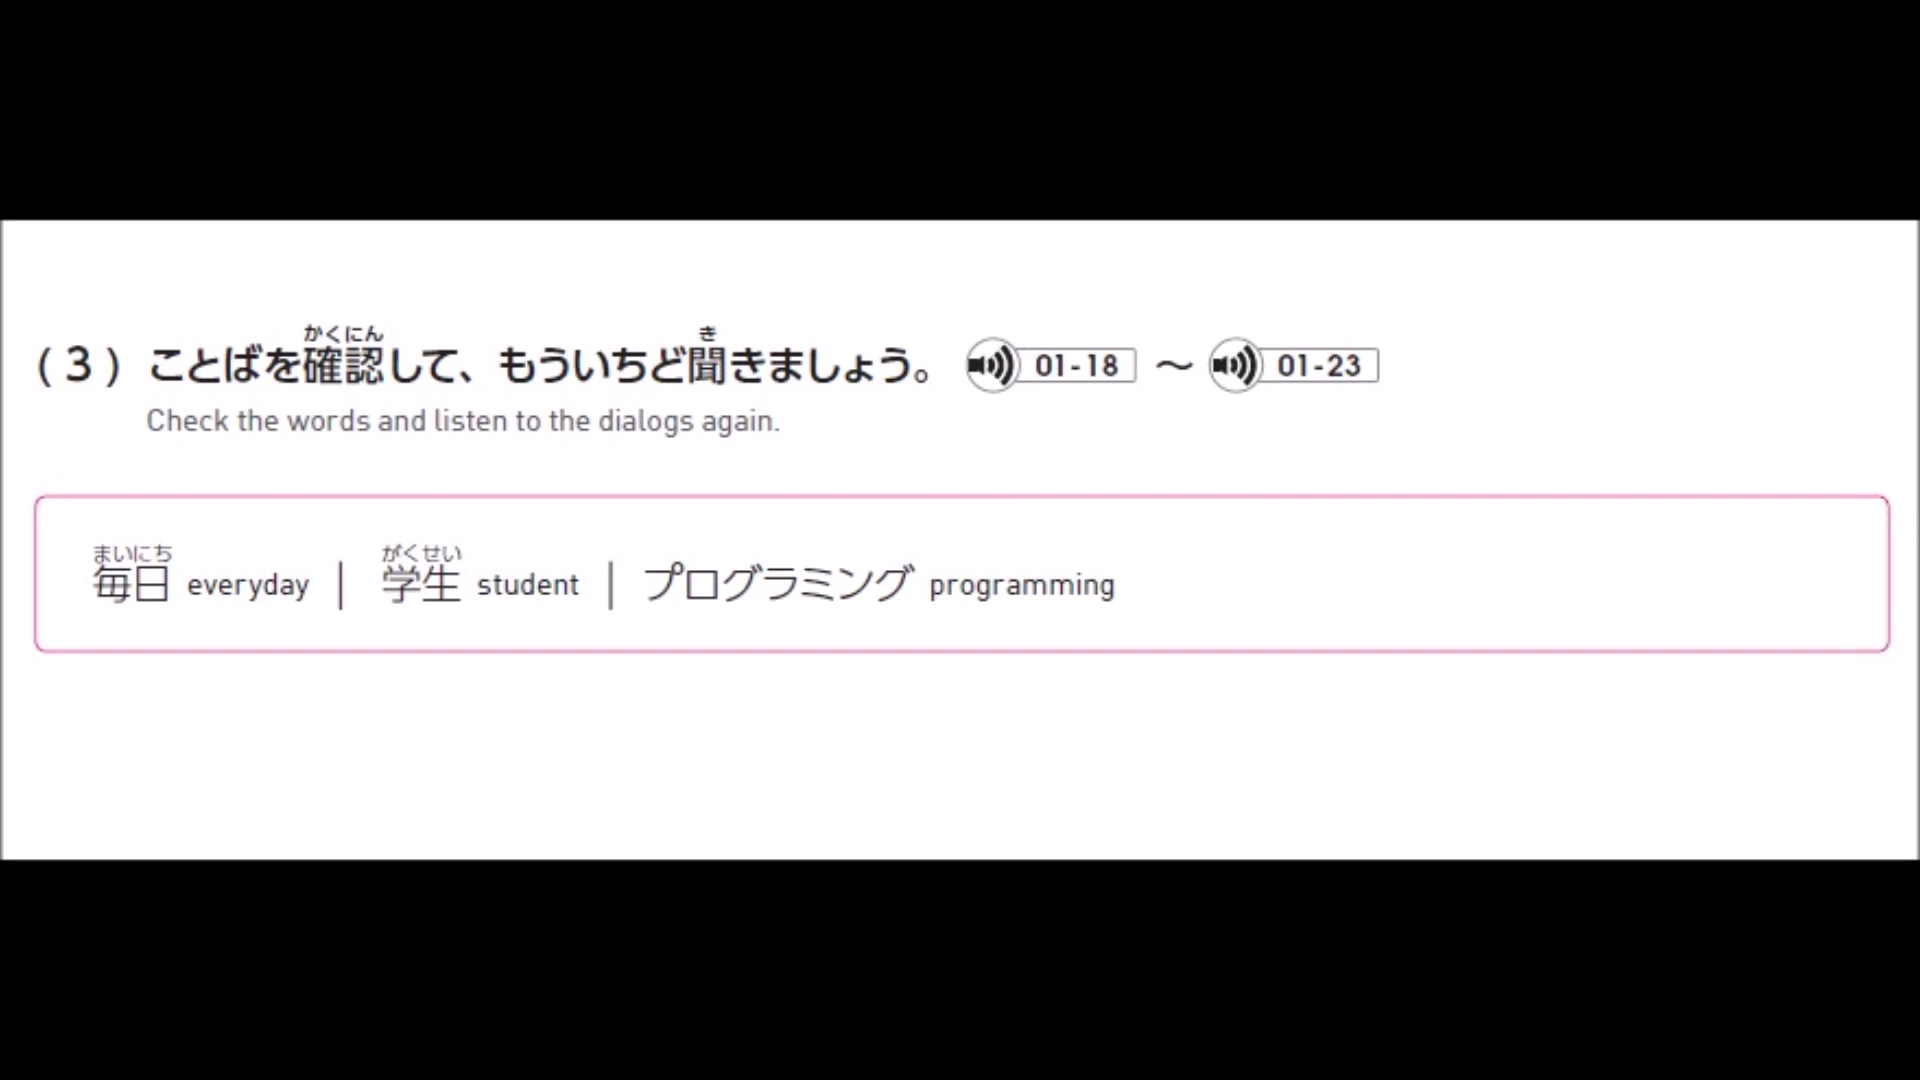 かくにん き
（3）ことばを確認して、もういちど聞きましょう。 01-18 ～ 01-23
Check the words and listen to the dialogs again.
まいにち がくせい
毎日 everyday | 学生 student | プログラミング programming